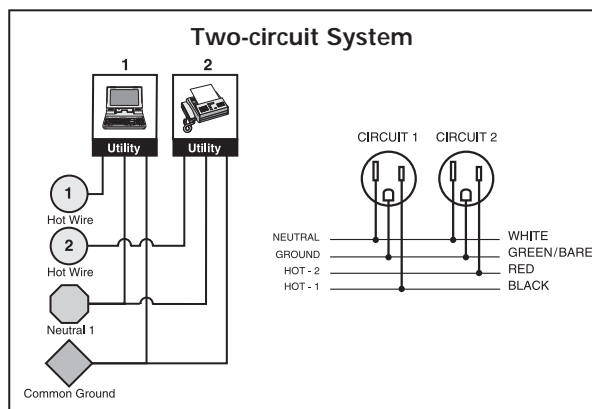 Two-circuit System
1 2
Utility Utility
1
Hot Wire
2
Hot Wire
Neutral 1
Common Ground
CIRCUIT 1 CIRCUIT 2
NEUTRAL WHITE
GROUND GREEN/BARE
HOT - 2 RED
HOT - 1 BLACK